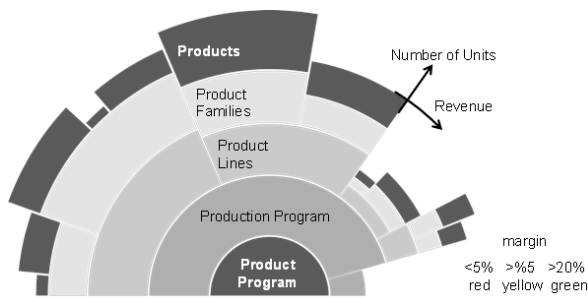 Products
Number of Units
Product
Families
Revenue
Product
Lines
Production Program
margin
Product
Program
<5% >%5 >20%
red yellow green